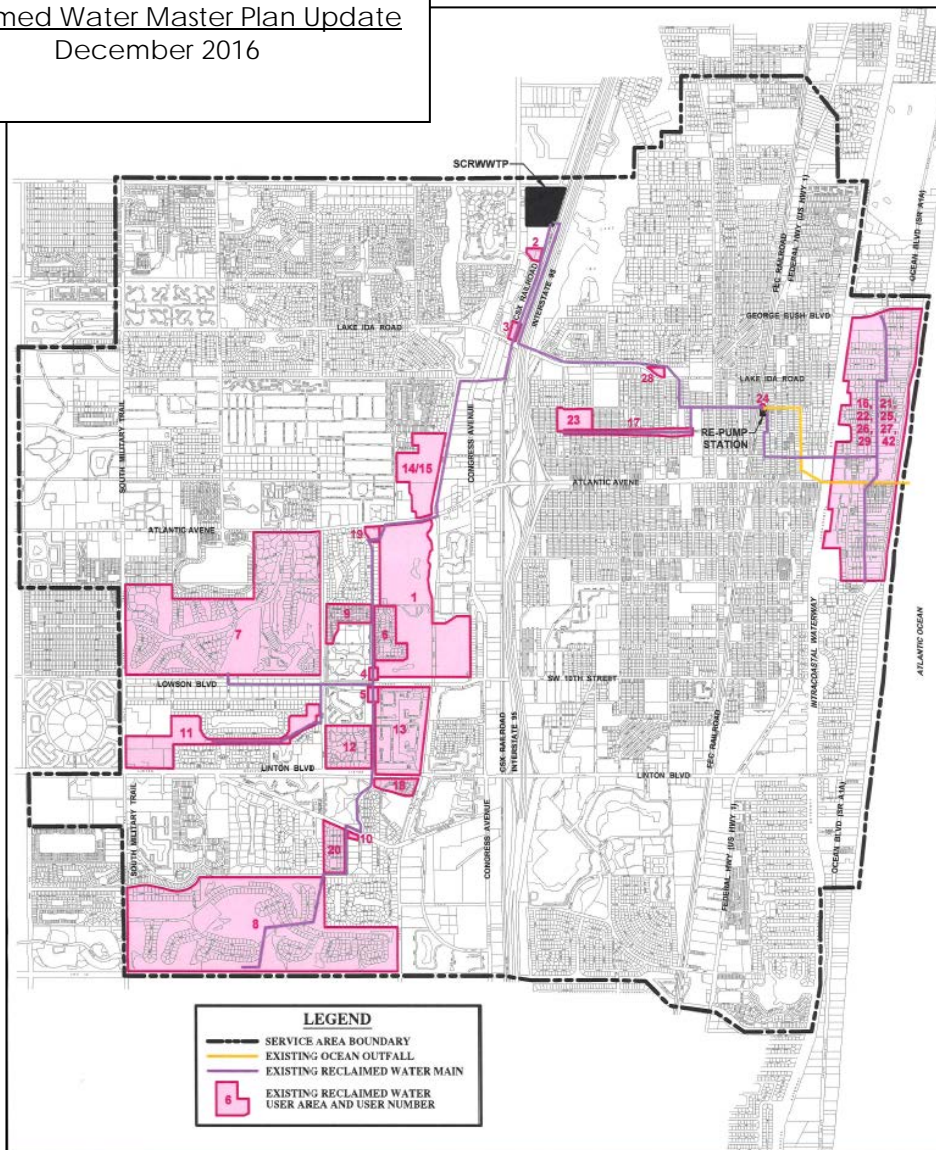 med Water Master Plan Update
December 2016
SCRWWTP
2
CSX RAILROAD
INTERSTATE 95
FEC RAILROAD
FEDERAL HWY (US HWY 1)
OCEAN BLVD (SR A1A)
3
LAKE IDA ROAD
GEORGE BUSH BLVD
28
LAKE IDA ROAD
24
SOUTH MILITARY TRAIL
CONGRESS AVENUE
23
17
RE-PUMP
STATION
21,
22, 25,
26, 27,
29 42
14/15
ATLANTIC AVENE
ATLANTIC AVENE
19
1
7
9
6
INTRACOASTAL WATERWAY
ATLANTIC OCEAN
4
LOWSON BLVD
SW 10TH STREET
5
11
12
13
CSX RAILROAD
INTERSTATE 95
FEC RAILROAD
LINTON BLVD
LINTON BLVD
18
SOUTH MILITARY TRAIL
CONGRESS AVENUE
FEDERAL HWY (US HWY 1)
OCEAN BLVD (SR A1A)
10
20
8
LEGEND
SERVICE AREA BOUNDARY
EXISTING OCEAN OUTFALL
EXISTING RECLAIMED WATER MAIN
6
EXISTING RECLAIMED WATER
USER AREA AND USER NUMBER